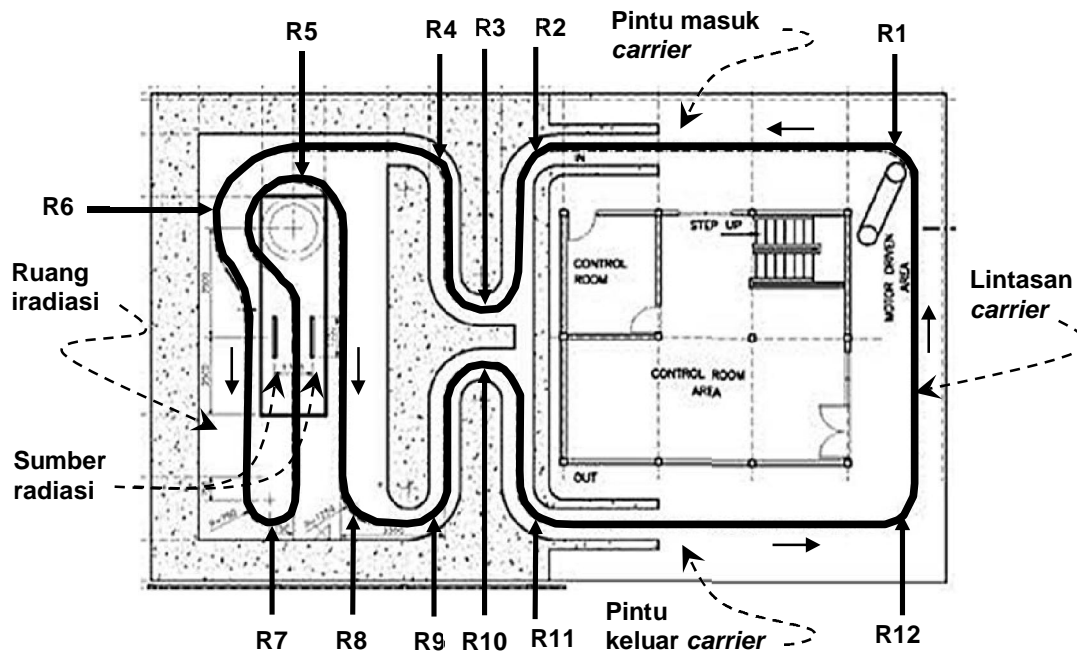 R5
R4
R3
R2
Pintu masuk
carrier
R1
R6
IN
STEP UP
CONTROL
ROOM
MOTOR DRIVEN
AREA
Ruang
iradiasi
Lintasan
carrier
CONTROL ROOM
AREA
Sumber
radiasi
OUT
R7
R8
R9
R10
R11
Pintu
keluar carrier
R12